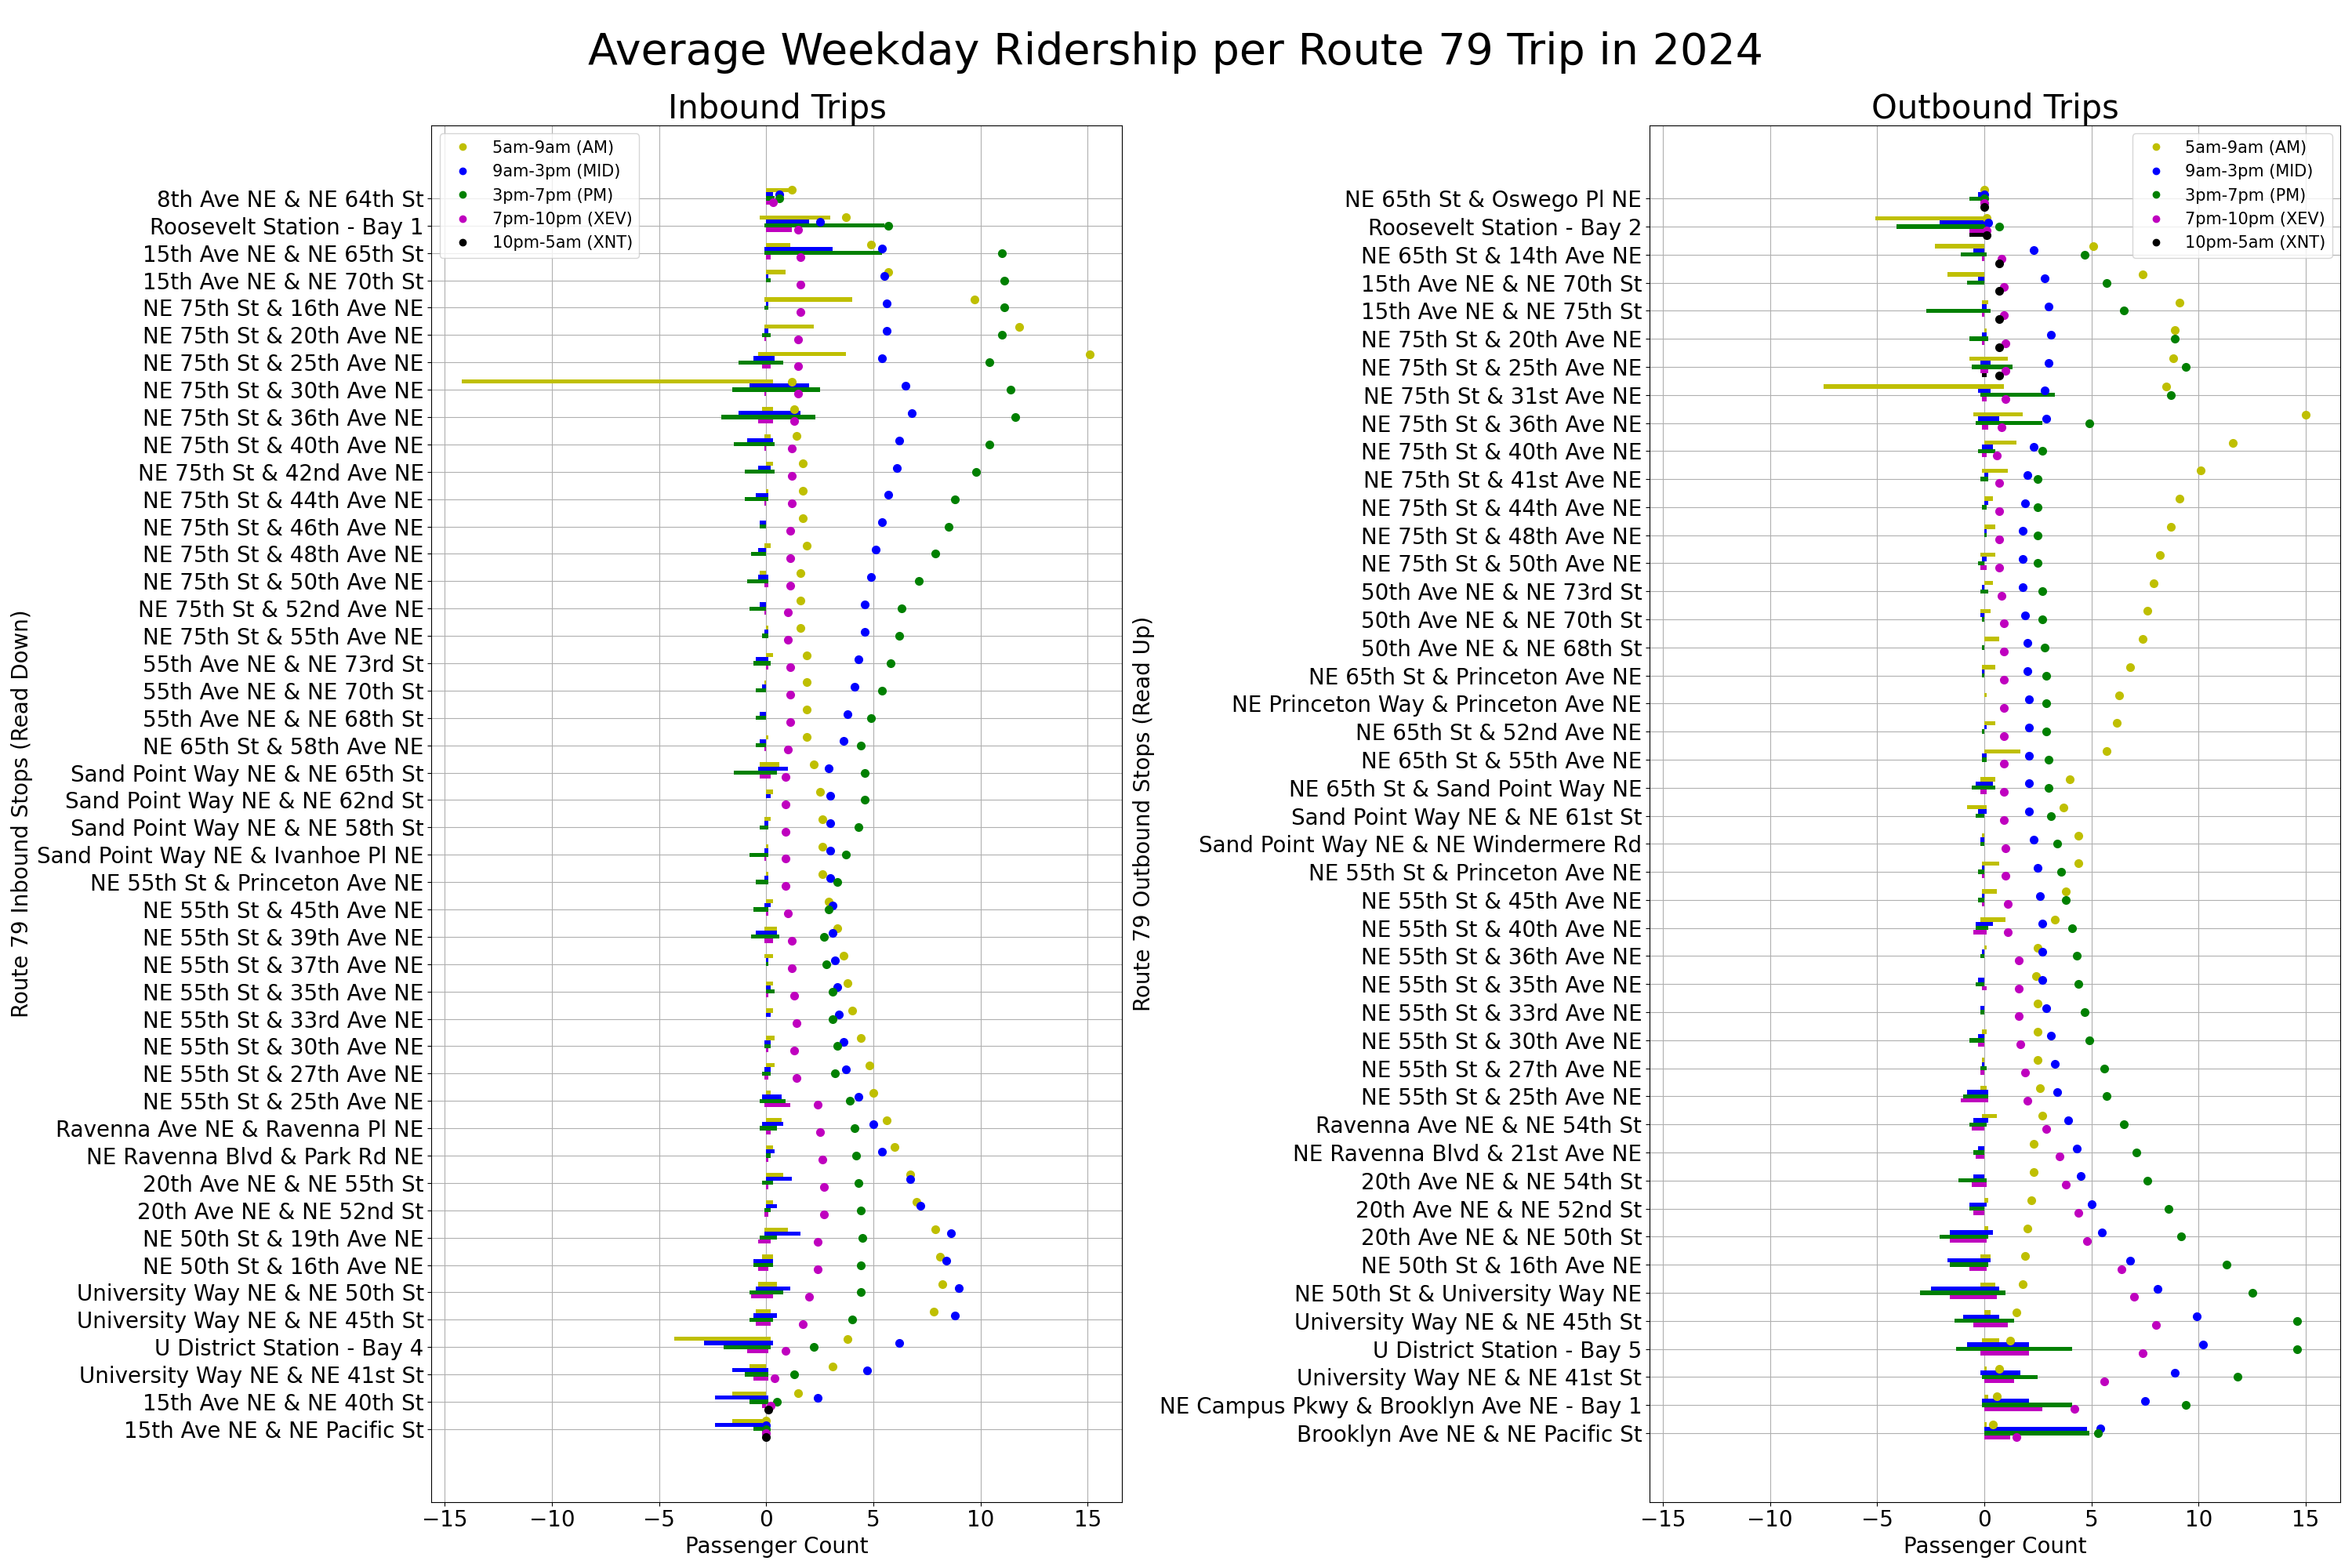 Average Weekday Ridership per Route 79 Trip in 2024
Inbound Trips
5am-9am (AM)
9am-3pm (MID)
3pm-7pm (PM)
7pm-10pm (XEV)
10pm-5am (XNT)
Route 79 Inbound Stops (Read Down)
8th Ave NE & NE 64th St
Roosevelt Station - Bay 1
15th Ave NE & NE 65th St
15th Ave NE & NE 70th St
NE 75th St & 16th Ave NE
NE 75th St & 20th Ave NE
NE 75th St & 25th Ave NE
NE 75th St & 30th Ave NE
NE 75th St & 36th Ave NE
NE 75th St & 40th Ave NE
NE 75th St & 42nd Ave NE
NE 75th St & 44th Ave NE
NE 75th St & 46th Ave NE
NE 75th St & 48th Ave NE
NE 75th St & 50th Ave NE
NE 75th St & 52nd Ave NE
NE 75th St & 55th Ave NE
55th Ave NE & NE 73rd St
55th Ave NE & NE 70th St
55th Ave NE & NE 68th St
NE 65th St & 58th Ave NE
Sand Point Way NE & NE 65th St
Sand Point Way NE & NE 62nd St
Sand Point Way NE & NE 58th St
Sand Point Way NE & Ivanhoe Pl NE
NE 55th St & Princeton Ave NE
NE 55th St & 45th Ave NE
NE 55th St & 39th Ave NE
NE 55th St & 37th Ave NE
NE 55th St & 35th Ave NE
NE 55th St & 33rd Ave NE
NE 55th St & 30th Ave NE
NE 55th St & 27th Ave NE
NE 55th St & 25th Ave NE
Ravenna Ave NE & Ravenna Pl NE
NE Ravenna Blvd & Park Rd NE
20th Ave NE & NE 55th St
20th Ave NE & NE 52nd St
NE 50th St & 19th Ave NE
NE 50th St & 16th Ave NE
University Way NE & NE 50th St
University Way NE & NE 45th St
U District Station - Bay 4
University Way NE & NE 41st St
15th Ave NE & NE 40th St
15th Ave NE & NE Pacific St
−15 −10 −5 0 5 10 15
Passenger Count
Outbound Trips
5am-9am (AM)
9am-3pm (MID)
3pm-7pm (PM)
7pm-10pm (XEV)
10pm-5am (XNT)
Route 79 Outbound Stops (Read Up)
NE 65th St & Oswego Pl NE
Roosevelt Station - Bay 2
NE 65th St & 14th Ave NE
15th Ave NE & NE 70th St
15th Ave NE & NE 75th St
NE 75th St & 20th Ave NE
NE 75th St & 25th Ave NE
NE 75th St & 31st Ave NE
NE 75th St & 36th Ave NE
NE 75th St & 40th Ave NE
NE 75th St & 41st Ave NE
NE 75th St & 44th Ave NE
NE 75th St & 48th Ave NE
NE 75th St & 50th Ave NE
50th Ave NE & NE 73rd St
50th Ave NE & NE 70th St
50th Ave NE & NE 68th St
NE 65th St & Princeton Ave NE
NE Princeton Way & Princeton Ave NE
NE 65th St & 52nd Ave NE
NE 65th St & 55th Ave NE
NE 65th St & Sand Point Way NE
Sand Point Way NE & NE 61st St
Sand Point Way NE & NE Windermere Rd
NE 55th St & Princeton Ave NE
NE 55th St & 45th Ave NE
NE 55th St & 40th Ave NE
NE 55th St & 36th Ave NE
NE 55th St & 35th Ave NE
NE 55th St & 33rd Ave NE
NE 55th St & 30th Ave NE
NE 55th St & 27th Ave NE
NE 55th St & 25th Ave NE
Ravenna Ave NE & NE 54th St
NE Ravenna Blvd & 21st Ave NE
20th Ave NE & NE 54th St
20th Ave NE & NE 52nd St
20th Ave NE & NE 50th St
NE 50th St & 16th Ave NE
NE 50th St & University Way NE
University Way NE & NE 45th St
U District Station - Bay 5
University Way NE & NE 41st St
NE Campus Pkwy & Brooklyn Ave NE - Bay 1
Brooklyn Ave NE & NE Pacific St
−15 −10 −5 0 5 10 15
Passenger Count